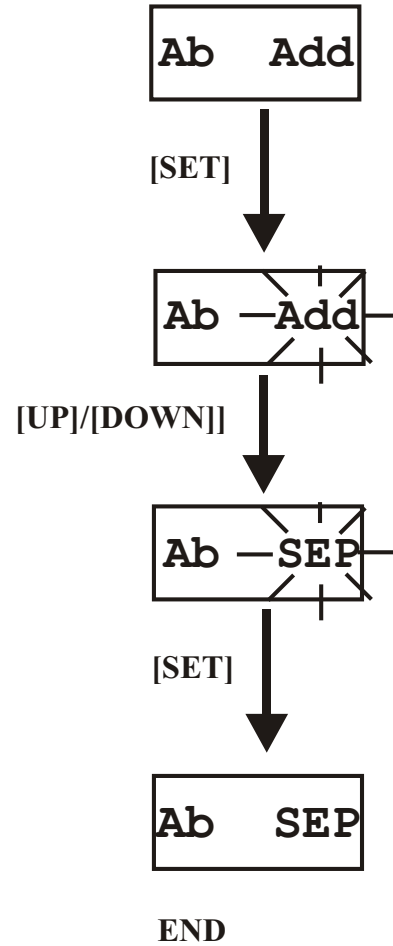 Ab Add
[SET]
Ab Add
[UP]/[DOWN]]
Ab SEP
[SET]
Ab SEP
END